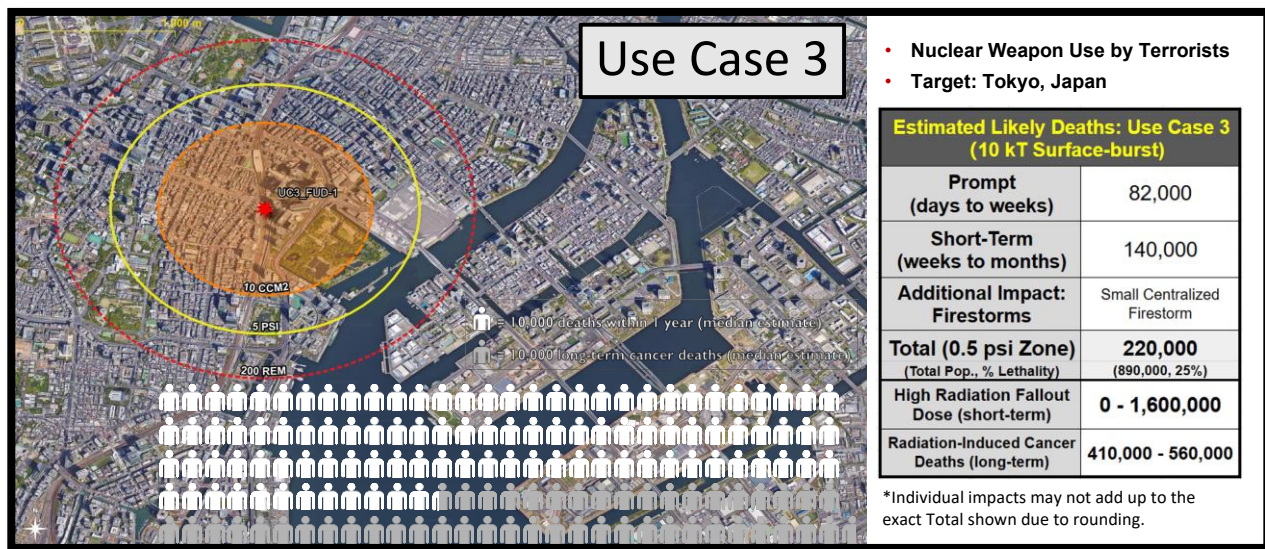 1,000 m
Use Case 3
UC3_FUD-1
10 CCM2
5 PSI
200 REM
= 10,000 deaths within 1 year (median estimate)
= 10,000 long-term cancer deaths (median estimate)
• Nuclear Weapon Use by Terrorists
• Target: Tokyo, Japan
Estimated Likely Deaths: Use Case 3
(10 kT Surface-burst)
Prompt
(days to weeks)
82,000
Short-Term
(weeks to months)
140,000
Additional Impact:
Firestorms
Small Centralized
Firestorm
Total (0.5 psi Zone)
(Total Pop., % Lethality)
220,000
(890,000, 25%)
High Radiation Fallout
Dose (short-term)
0 - 1,600,000
Radiation-Induced Cancer
Deaths (long-term)
410,000 - 560,000
*Individual impacts may not add up to the
exact Total shown due to rounding.